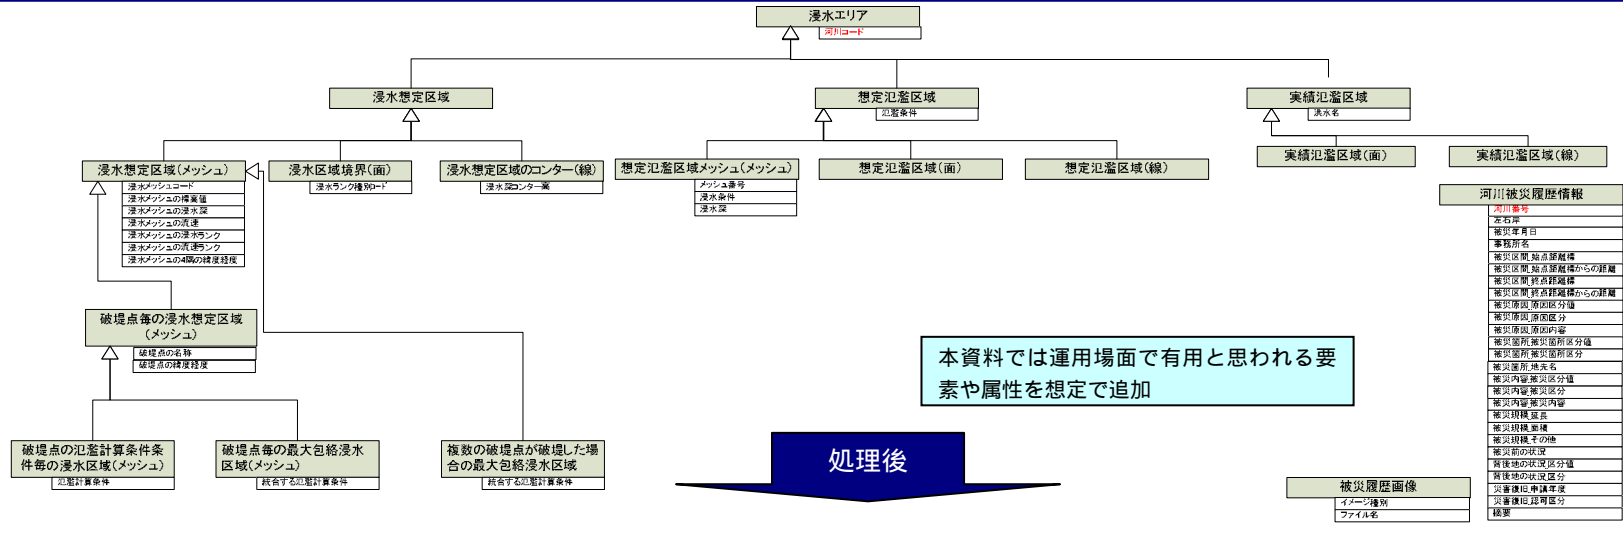 浸水エリア
河川コード
浸水想定区域
想定氾濫区域
氾濫条件
実績氾濫区域
洪水名
浸水想定区域(メッシュ)
浸水メッシュコード
浸水メッシュの標高値
浸水メッシュの浸水深
浸水メッシュの流速
浸水メッシュの浸水ランク
浸水メッシュの流速ランク
浸水メッシュの4隅の緯度経度
浸水区域境界(面)
浸水ランク種別コード
浸水想定区域のコンター(線)
浸水深コンター高
想定氾濫区域メッシュ(メッシュ)
メッシュ番号
浸水条件
浸水深
想定氾濫区域(面)
想定氾濫区域(線)
実績氾濫区域(面)
実績氾濫区域(線)
河川被災履歴情報
河川番号
左右岸
被災年月日
事務所名
被災区間_始点距離標
被災区間_始点距離標からの距離
被災区間_終点距離標
被災区間_終点距離標からの距離
被災原因_原因区分値
被災原因_原因区分
被災原因_原因内容
被災箇所_被災箇所区分値
被災箇所_被災箇所区分
被災箇所_地先名
被災内容_被災区分値
被災内容_被災区分
被災内容_被災内容
被災規模_延長
被災規模_面積
被災規模_その他
被災前の状況
背後地の状況_区分値
背後地の状況_区分
災害復旧_申請年度
災害復旧_認可区分
摘要
破堤点毎の浸水想定区域
(メッシュ)
破堤点の名称
破堤点の緯度経度
本資料では運用場面で有用と思われる要
素や属性を想定で追加
破堤点の氾濫計算条件条
件毎の浸水区域(メッシュ)
氾濫計算条件
破堤点毎の最大包絡浸水
区域(メッシュ)
統合する氾濫計算条件
複数の破堤点が破堤した場
合の最大包絡浸水区域
統合する氾濫計算条件
処理後
被災履歴画像
イメージ種別
ファイル名